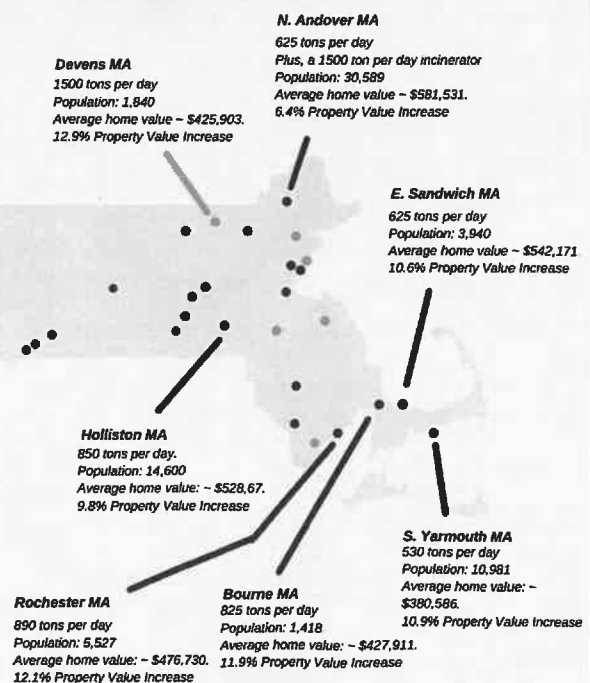 N. Andover MA
625 tons per day
Plus, a 1500 ton per day incinerator
Population: 30,589
Average home value ~ $581,531.
6.4% Property Value Increase
Devens MA
1500 tons per day
Population: 1,840
Average home value ~ $425,903.
12.9% Property Value Increase
E. Sandwich MA
625 tons per day
Population: 3,940
Average home value ~ $542,171
10.6% Property Value Increase
Holliston MA
850 tons per day.
Population: 14,600
Average home value: ~ $528,67.
9.8% Property Value Increase
S. Yarmouth MA
530 tons per day
Population: 10,981
Average home value: ~
$380,586.
10.9% Property Value Increase
Rochester MA
890 tons per day
Population: 5,527
Average home value: ~ $476,730.
12.1% Property Value Increase
Bourne MA
825 tons per day
Population: 1,418
Average home value: ~ $427,911.
11.9% Property Value Increase